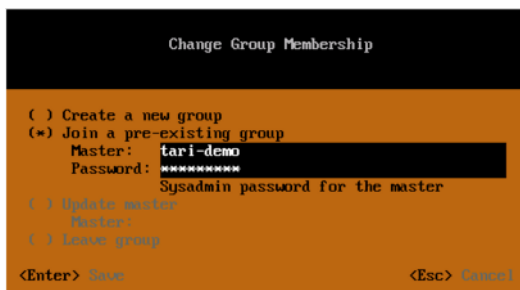 Change Group Membership
( ) Create a new group
(*) Join a pre-existing group
Master: tari-demo
Password: *********
Sysadmin password for the master
( ) Update master
Master:
( ) Leave group
<Enter> Save <Esc> Cancel